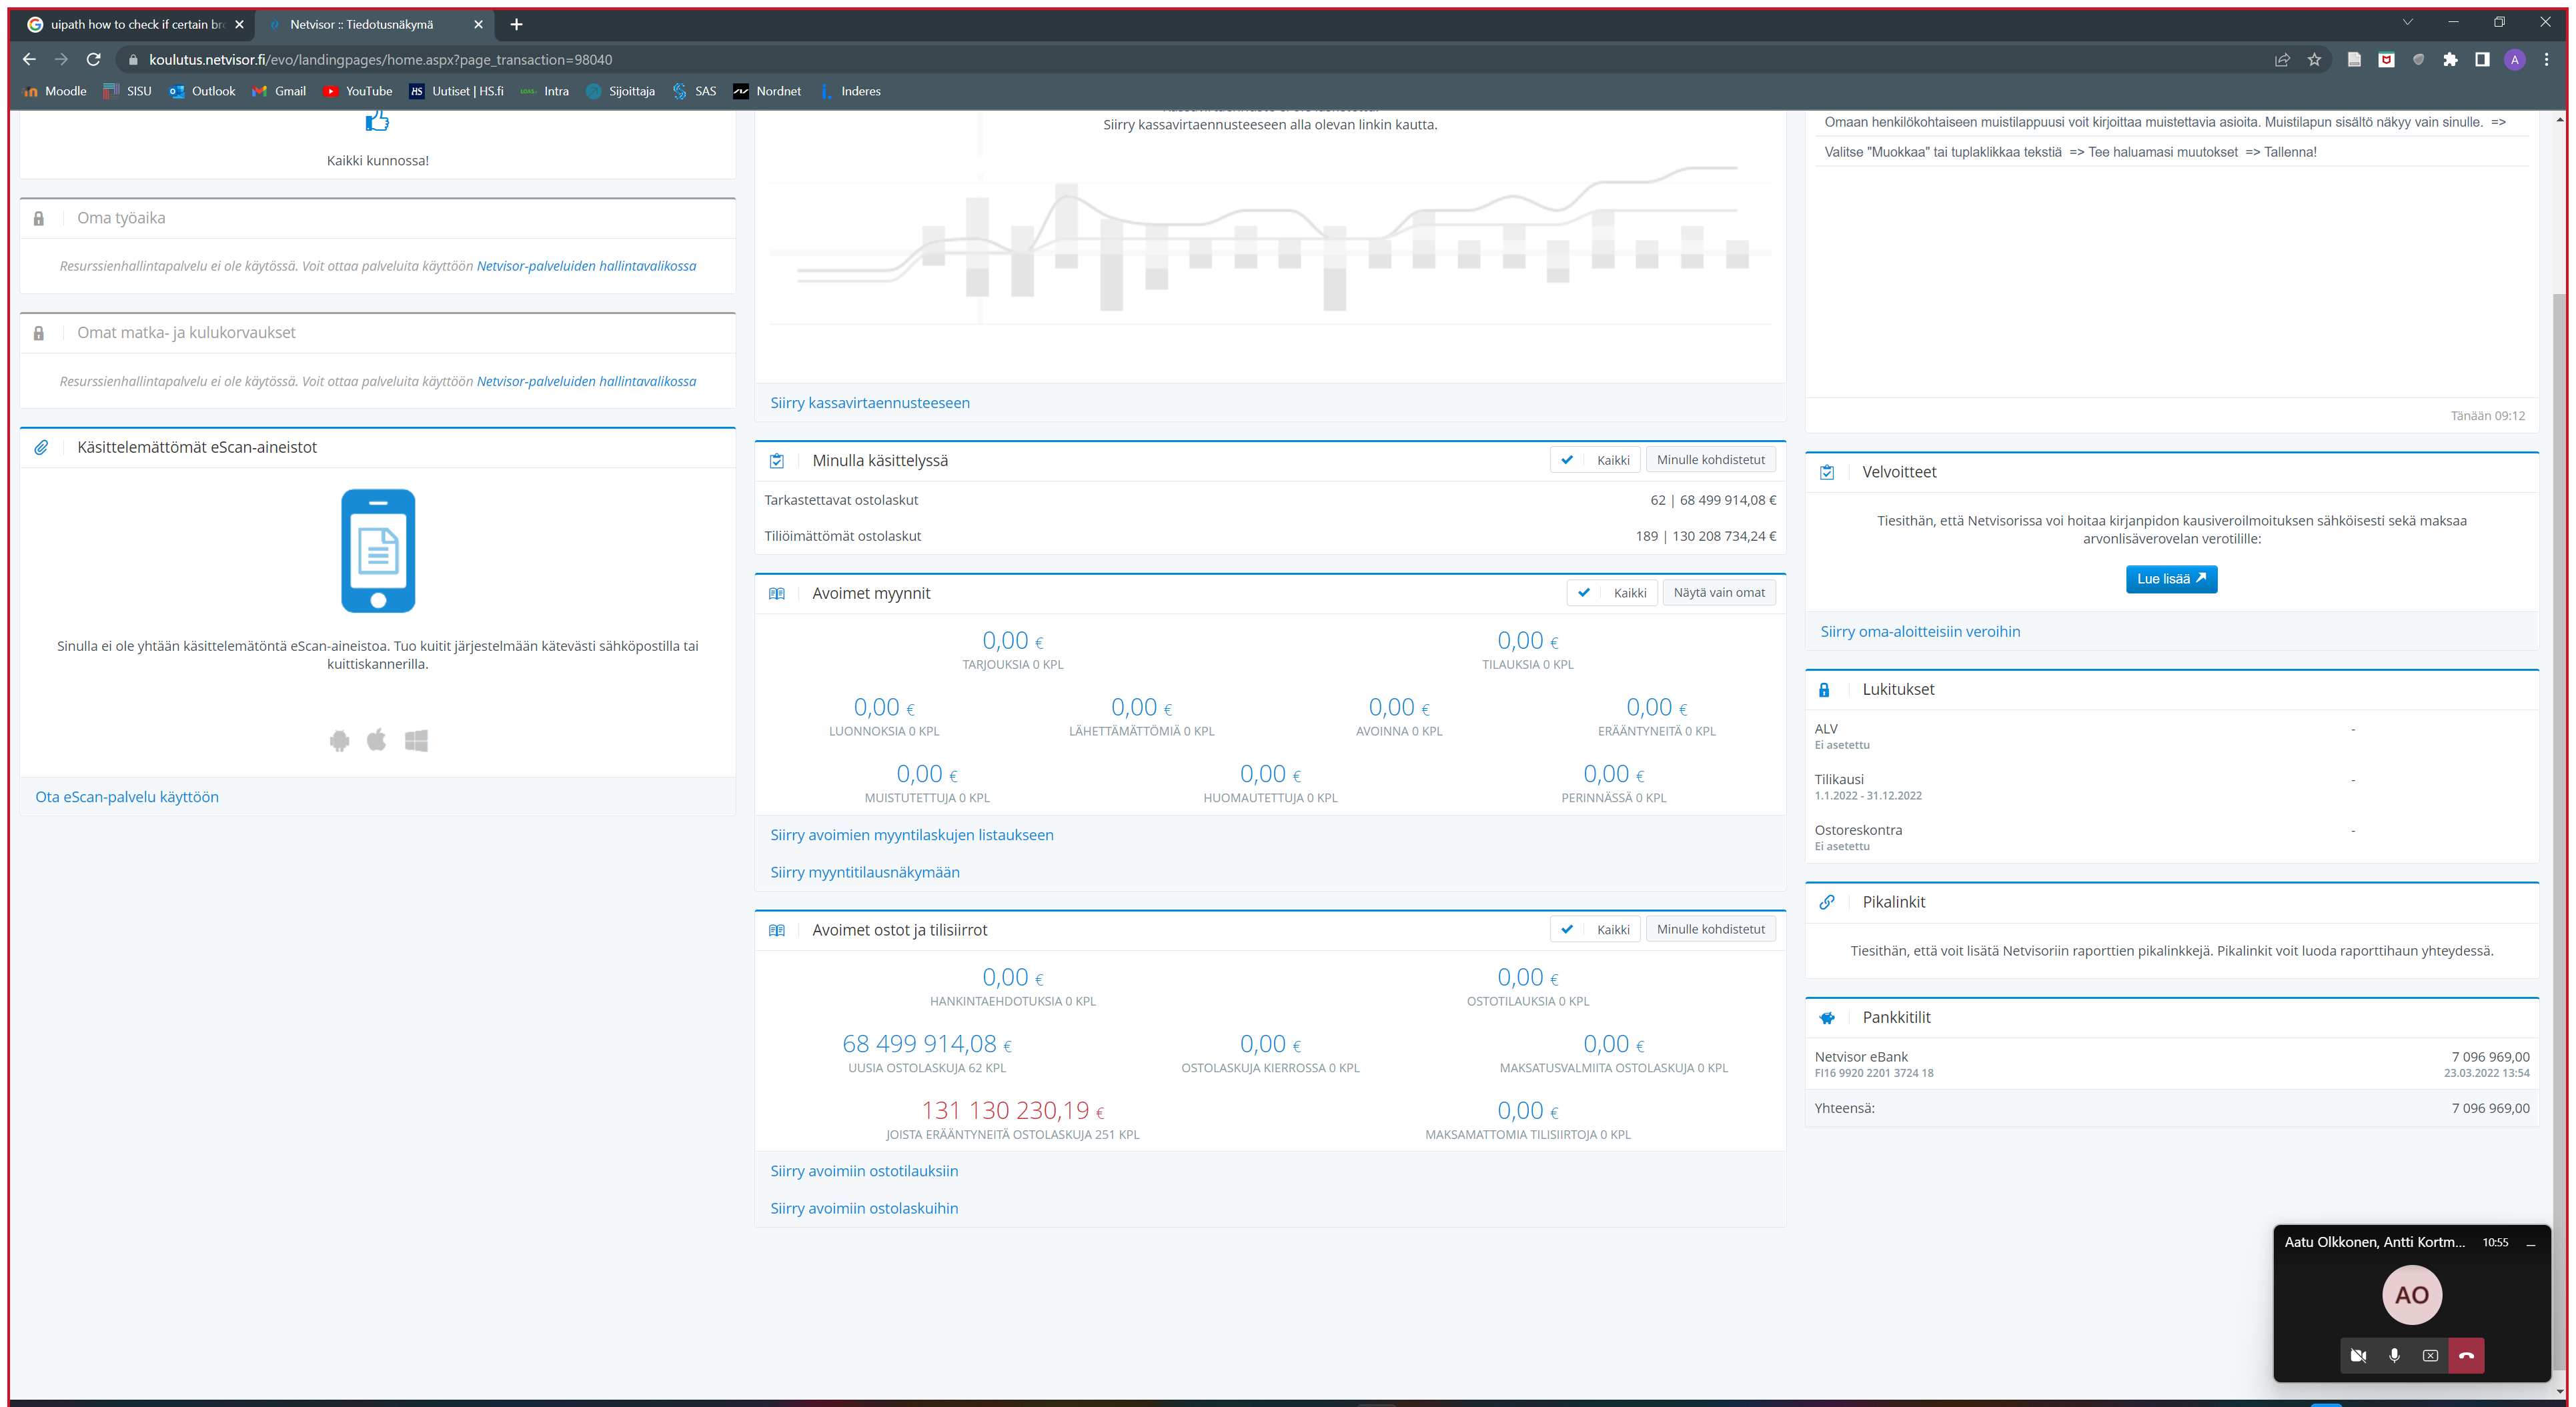 uipath how to check if certain br
Netvisor :: Tiedotusnäkymä
koulutus.netvisor.fi/evo/landingpages/home.aspx?page_transaction=98040
A
Moodle
SISU
Outlook
Gmail
YouTube
HS
Uutiset | HS.fi
Intra
Sijoittaja
SAS
Nordnet
Inderes
Kaikki kunnossa!
Oma työaika
Resurssienhallintapalvelu ei ole käytössä. Voit ottaa palveluita käyttöön Netvisor-palveluiden hallintavalikossa
Omat matka- ja kulukorvaukset
Resurssienhallintapalvelu ei ole käytössä. Voit ottaa palveluita käyttöön Netvisor-palveluiden hallintavalikossa
Käsittelemättömät eScan-aineistot
Sinulla ei ole yhtään käsittelemätöntä eScan-aineistoa. Tuo kuitit järjestelmään kätevästi sähköpostilla tai
kuittiskannerilla.
Ota eScan-palvelu käyttöön
Siirry kassavirtaennusteeseen alla olevan linkin kautta.
Siirry kassavirtaennusteeseen
Minulla käsittelyssä
Kaikki
Minulle kohdistetut
Tarkastettavat ostolaskut 62 | 68 499 914,08 €
Tiliöimättömät ostolaskut 189 | 130 208 734,24 €
Avoimet myynnit
Kaikki
Näytä vain omat
0,00 € 0,00 €
TARJOUKSIA 0 KPL TILAUKSIA 0 KPL
0,00 € 0,00 € 0,00 € 0,00 €
LUONNOKSIA 0 KPL LÄHETTÄMÄTTÖMIÄ 0 KPL AVOINNA 0 KPL ERÄÄNTYNEITÄ 0 KPL
0,00 € 0,00 € 0,00 €
MUISTUTETTUJA 0 KPL HUOMAUTETTUJA 0 KPL PERINNÄSSÄ 0 KPL
Siirry avoimien myyntilaskujen listaukseen
Siirry myyntitilausnäkymään
Avoimet ostot ja tilisiirrot
Kaikki
Minulle kohdistetut
0,00 € 0,00 €
HANKINTAEHDOTUKSIA 0 KPL OSTOTILAUKSIA 0 KPL
68 499 914,08 € 0,00 € 0,00 €
UUSIA OSTOLASKUJA 62 KPL OSTOLASKUJA KIERROSSA 0 KPL MAKSATUSVALMIITA OSTOLASKUJA 0 KPL
131 130 230,19 € 0,00 €
JOISTA ERÄÄNTYNEITÄ OSTOLASKUJA 251 KPL MAKSAMATTOMIA TILISIIRTOJA 0 KPL
Siirry avoimiin ostotilauksiin
Siirry avoimiin ostolaskuihin
Omaan henkilökohtaiseen muistilappuusi voit kirjoittaa muistettavia asioita. Muistilapun sisältö näkyy vain sinulle. =>
Valitse "Muokkaa" tai tuplaklikkaa tekstiä => Tee haluamasi muutokset => Tallenna!
Tänään 09:12
Velvoitteet
Tiesithän, että Netvisorissa voi hoitaa kirjanpidon kausiveroilmoituksen sähköisesti sekä maksaa
arvonlisäverovelan verotilille:
Lue lisää
Siirry oma-aloitteisiin veroihin
Lukitukset
ALV -
Ei asetettu
Tilikausi -
1.1.2022 - 31.12.2022
Ostoreskontra -
Ei asetettu
Pikalinkit
Tiesithän, että voit lisätä Netvisoriin raporttien pikalinkkejä. Pikalinkit voit luoda raporttihaun yhteydessä.
Pankkitilit
Netvisor eBank 7 096 969,00
FI16 9920 2201 3724 18 23.03.2022 13:54
Yhteensä: 7 096 969,00
Aatu Olkkonen, Antti Kortm... 10:55
AO